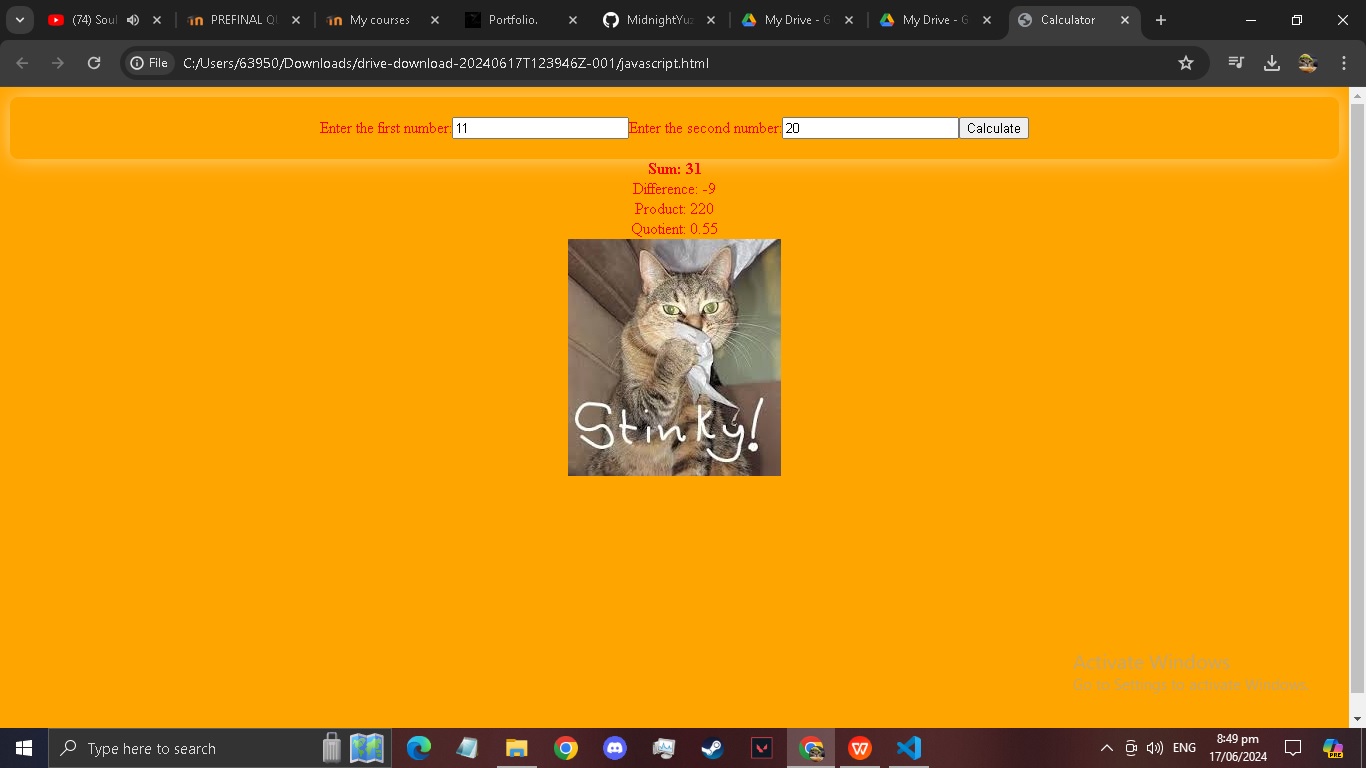 (74) Soul
PREFINAL QU
My courses
Portfolio.
MidnightYuz
My Drive - G
My Drive - G
Calculator
File
C:/Users/63950/Downloads/drive-download-20240617T123946Z-001/javascript.html
Enter the first number: 11 Enter the second number: 20 Calculate
Sum: 31
Difference: -9
Product: 220
Quotient: 0.55
Stinky!
Activate Windows
Go to Settings to activate Windows.
Type here to search
ENG
8:49 pm
17/06/2024
PRE